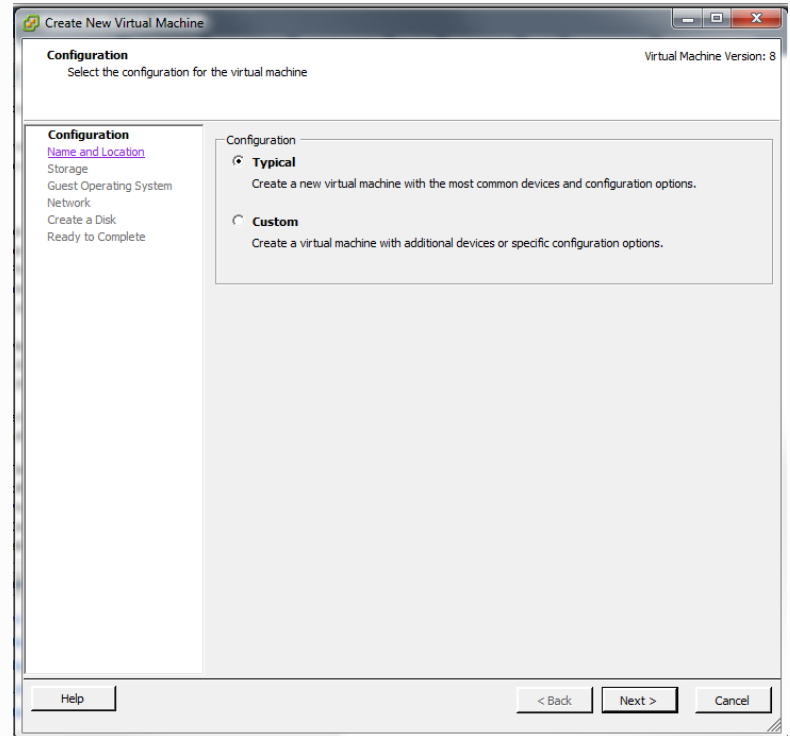 Create New Virtual Machine
Configuration
Virtual Machine Version: 8
Select the configuration for the virtual machine
Configuration
Name and Location
Storage
Guest Operating System
Network
Create a Disk
Ready to Complete
Configuration
Typical
Create a new virtual machine with the most common devices and configuration options.
Custom
Create a virtual machine with additional devices or specific configuration options.
Help
< Back
Next >
Cancel